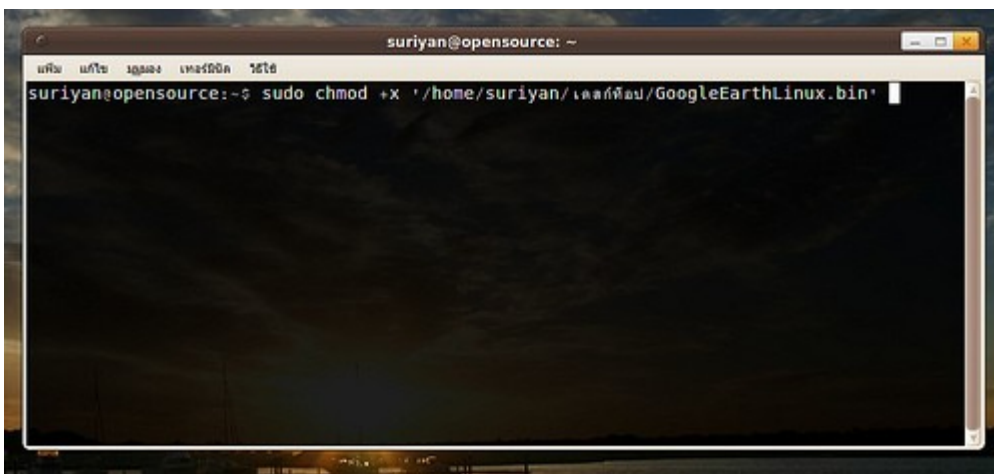 suriyan@opensource: ~
แฟ้ม แก้ไข มุมมอง เทอร์มินัล วิธีใช้
suriyan@opensource:~$ sudo chmod +x '/home/suriyan/เดสก์ท็อป/GoogleEarthLinux.bin'